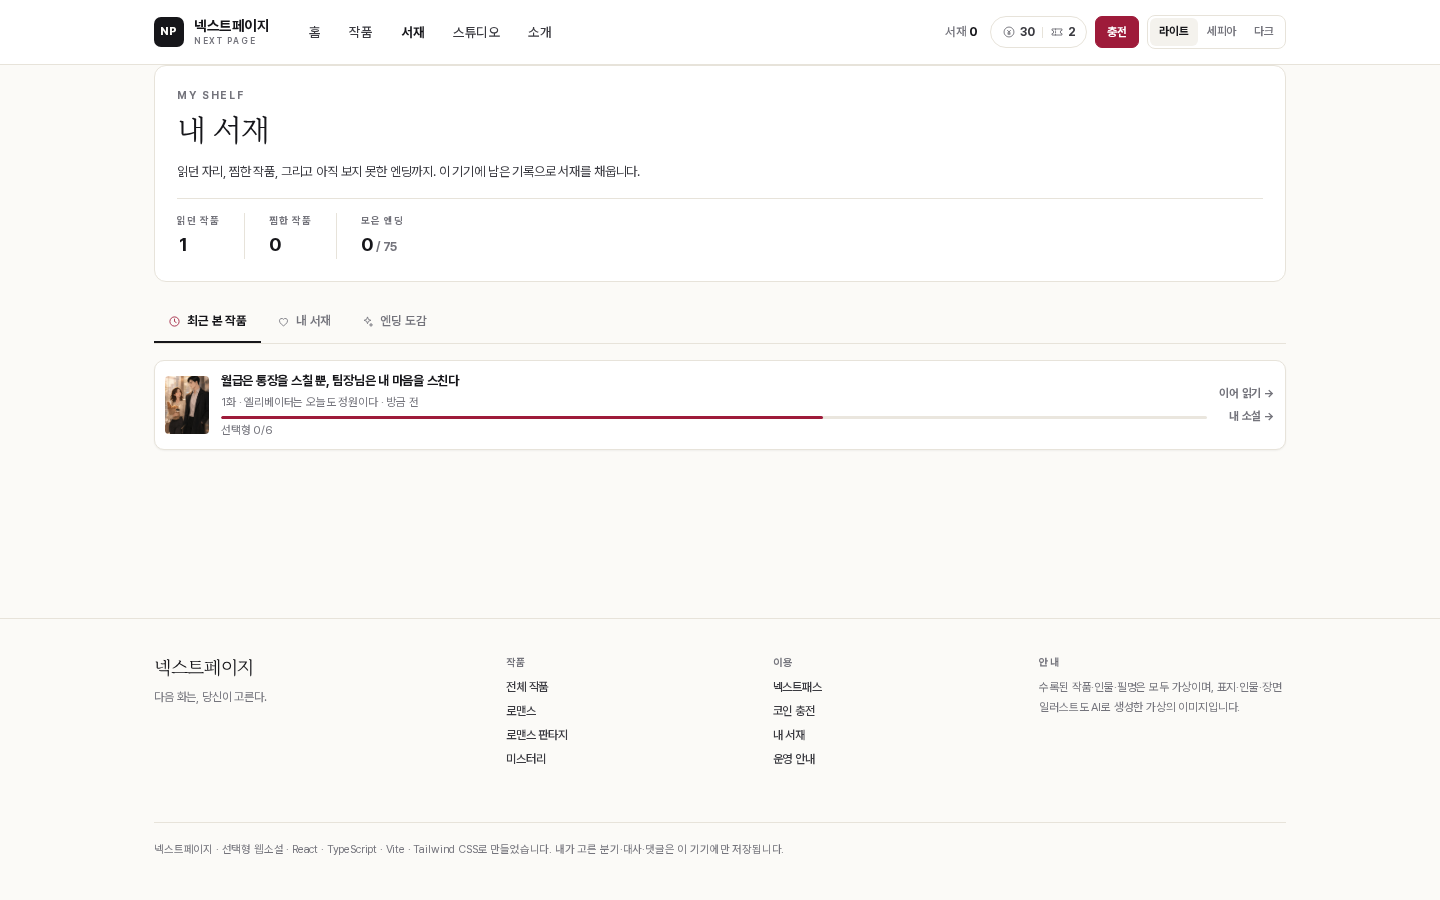 NP
넥스트페이지
NEXT PAGE
홈
작품
서재
스튜디오
소개
서재 0
30
2
충전
라이트
세피아
다크
MY SHELF
내 서재
읽던 자리, 찜한 작품, 그리고 아직 보지 못한 엔딩까지. 이 기기에 남은 기록으로 서재를 채웁니다.
읽던 작품
1
찜한 작품
0
모은 엔딩
0 / 75
최근 본 작품
내 서재
엔딩 도감
월급은 통장을 스칠 뿐, 팀장님은 내 마음을 스친다
1화 · 엘리베이터는 오늘도 정원이다 · 방금 전
선택형 0/6
이어 읽기 →
내 소설 →
넥스트페이지
다음 화는, 당신이 고른다.
작품
전체 작품
로맨스
로맨스 판타지
미스터리
이용
넥스트패스
코인 충전
내 서재
운영 안내
안내
수록된 작품·인물·필명은 모두 가상이며, 표지·인물·장면
일러스트도 AI로 생성한 가상의 이미지입니다.
넥스트페이지 · 선택형 웹소설 · React · TypeScript · Vite · Tailwind CSS로 만들었습니다. 내가 고른 분기·대사·댓글은 이 기기에만 저장됩니다.